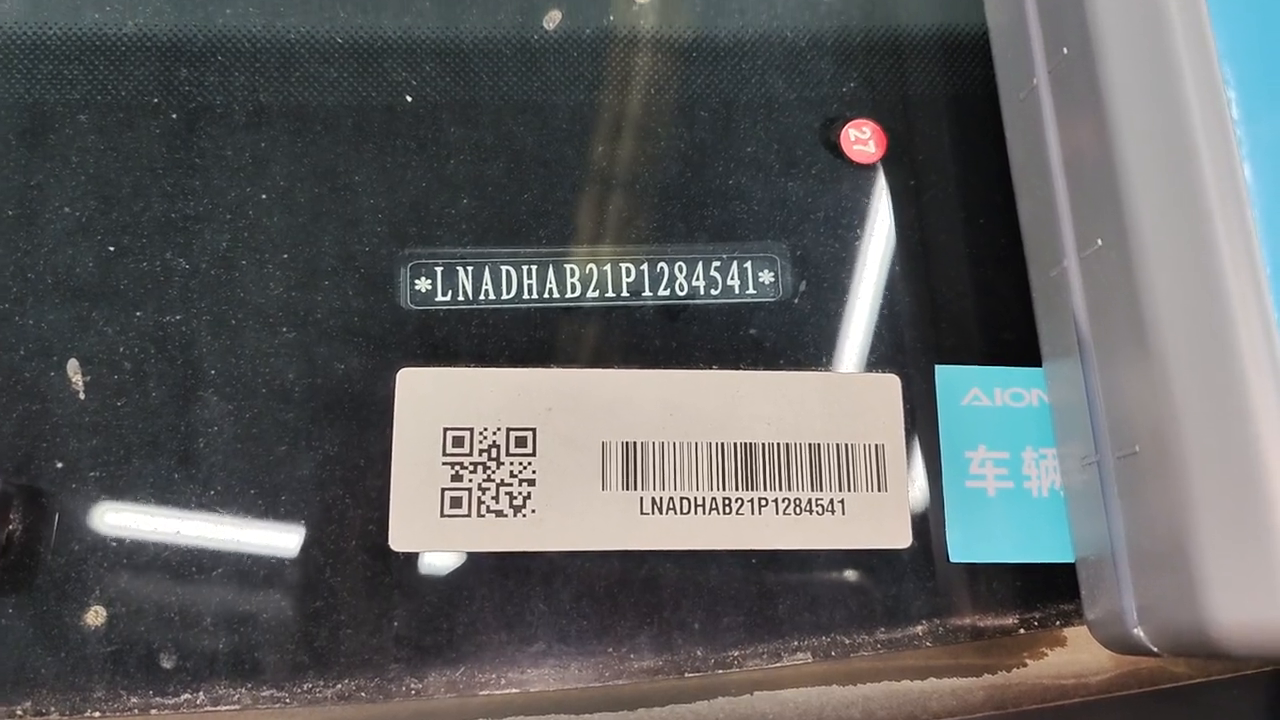 27
*LNADHAB21P1284541*
LNADHAB21P1284541
AION
车辆